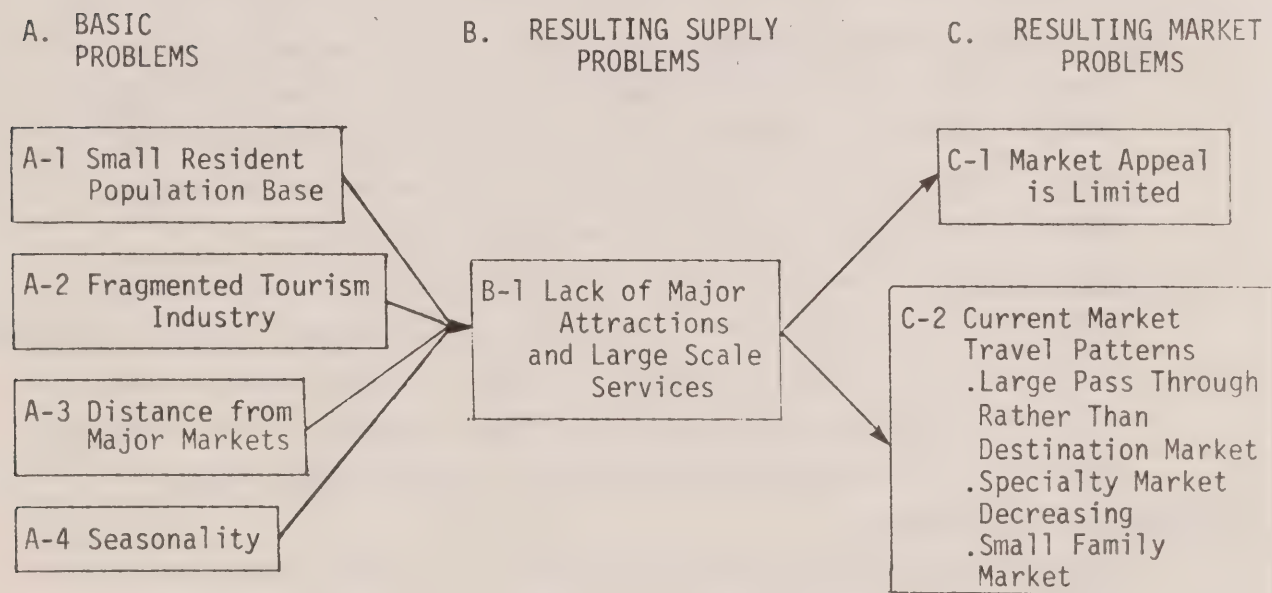 A. BASIC
PROBLEMS
B. RESULTING SUPPLY
PROBLEMS
C. RESULTING MARKET
PROBLEMS
A-1 Small Resident
Population Base
A-2 Fragmented Tourism
Industry
A-3 Distance from
Major Markets
A-4 Seasonality
B-1 Lack of Major
Attractions
and Large Scale
Services
C-1 Market Appeal
is Limited
C-2 Current Market
Travel Patterns
.Large Pass Through
Rather Than
Destination Market
.Specialty Market
Decreasing
.Small Family
Market